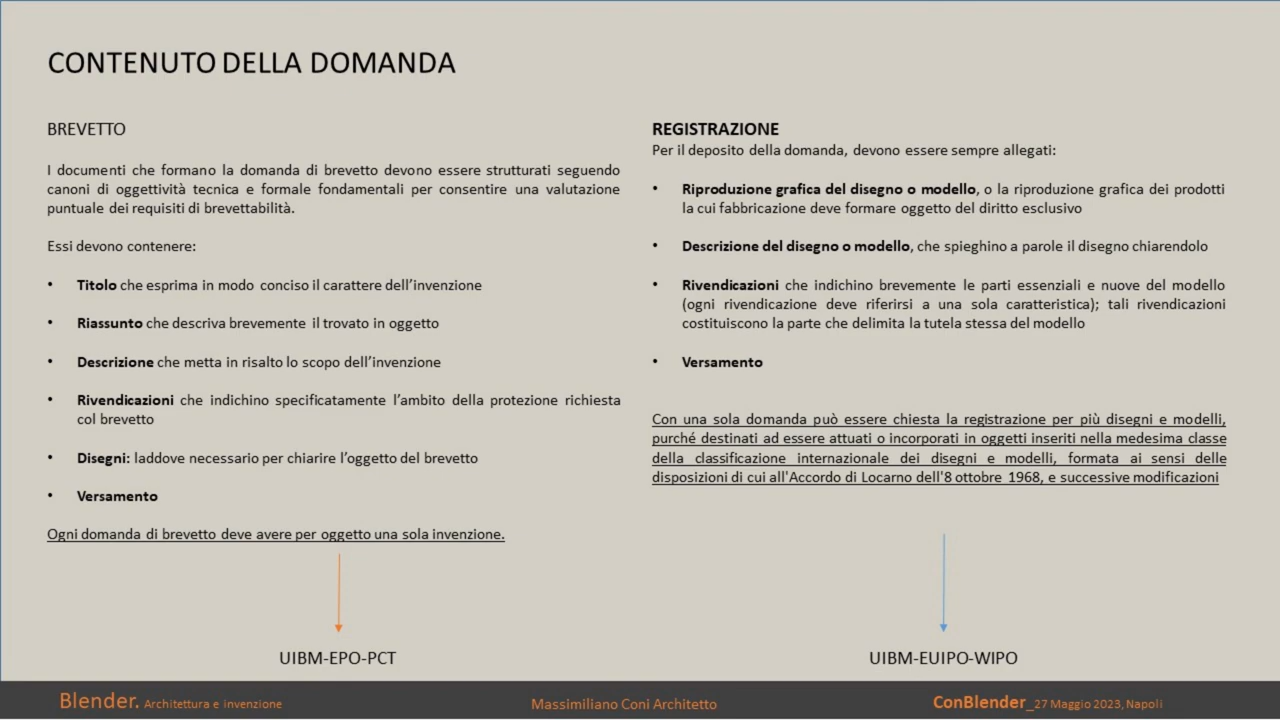 CONTENUTO DELLA DOMANDA
BREVETTO
I documenti che formano la domanda di brevetto devono essere strutturati seguendo
canoni di oggettività tecnica e formale fondamentali per consentire una valutazione
puntuale dei requisiti di brevettabilità.
Essi devono contenere:
• Titolo che esprima in modo conciso il carattere dell'invenzione
• Riassunto che descriva brevemente il trovato in oggetto
• Descrizione che metta in risalto lo scopo dell'invenzione
• Rivendicazioni che indichino specificatamente l'ambito della protezione richiesta
col brevetto
• Disegni: laddove necessario per chiarire l'oggetto del brevetto
• Versamento
Ogni domanda di brevetto deve avere per oggetto una sola invenzione.
UIBM-EPO-PCT
REGISTRAZIONE
Per il deposito della domanda, devono essere sempre allegati:
• Riproduzione grafica del disegno o modello, o la riproduzione grafica dei prodotti
la cui fabbricazione deve formare oggetto del diritto esclusivo
• Descrizione del disegno o modello, che spieghino a parole il disegno chiarendolo
• Rivendicazioni che indichino brevemente le parti essenziali e nuove del modello
(ogni rivendicazione deve riferirsi a una sola caratteristica); tali rivendicazioni
costituiscono la parte che delimita la tutela stessa del modello
• Versamento
Con una sola domanda può essere chiesta la registrazione per più disegni e modelli,
purché destinati ad essere attuati o incorporati in oggetti inseriti nella medesima classe
della classificazione internazionale dei disegni e modelli, formata ai sensi delle
disposizioni di cui all'Accordo di Locarno dell'8 ottobre 1968, e successive modificazioni
UIBM-EUIPO-WIPO
Blender. Architettura e invenzione
Massimiliano Coni Architetto
ConBlender_27 Maggio 2023, Napoli